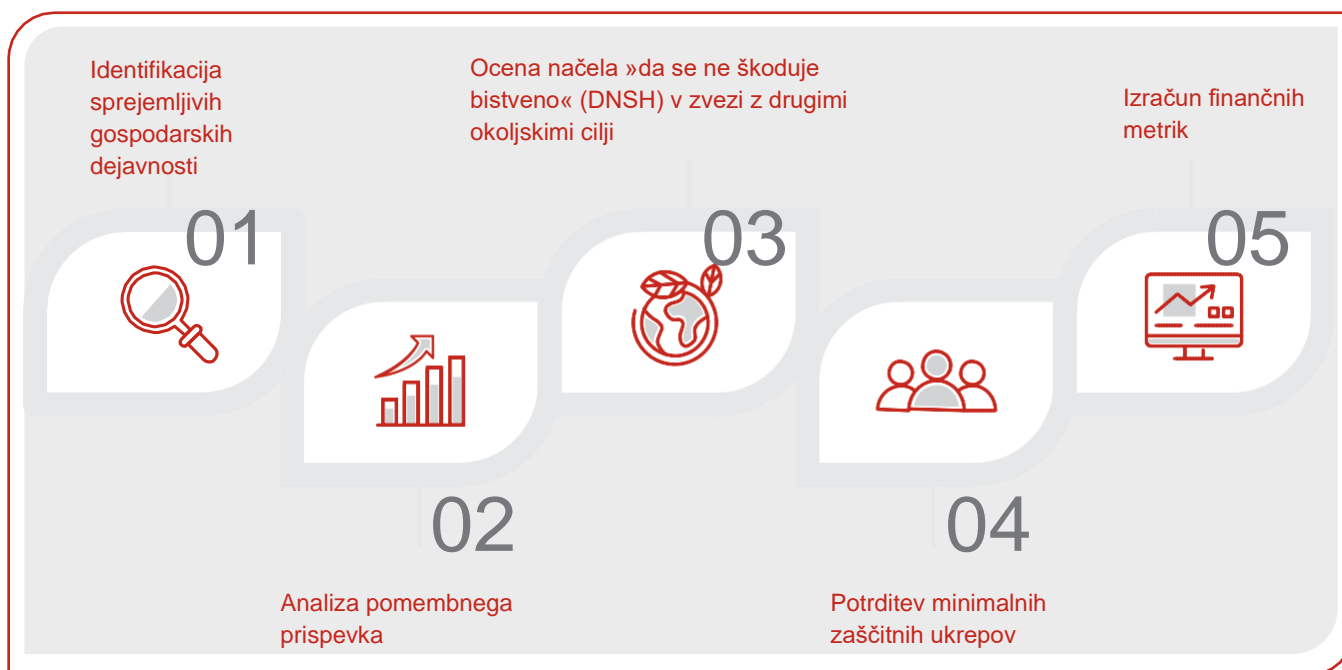 Identifikacija
sprejemljivih
gospodarskih
dejavnosti
01
02
Analiza pomembnega
prispevka
Ocena načela »da se ne škoduje
bistveno« (DNSH) v zvezi z drugimi
okoljskimi cilji
03
04
Potrditev minimalnih
zaščitnih ukrepov
Izračun finančnih
metrik
05